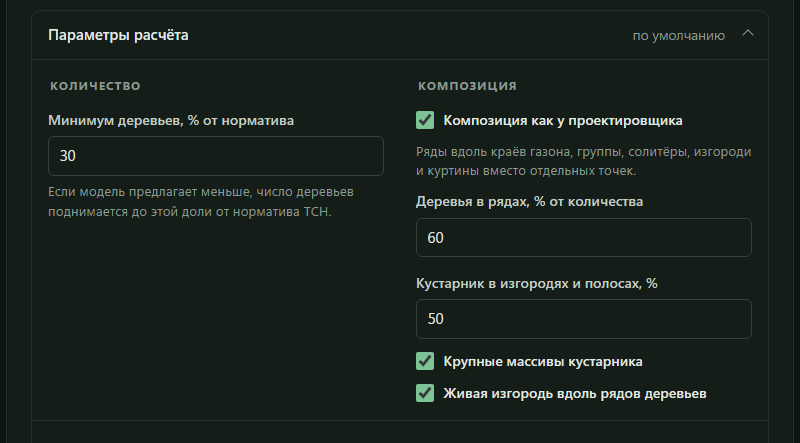 Параметры расчёта
по умолчанию
КОЛИЧЕСТВО
Минимум деревьев, % от норматива
30
Если модель предлагает меньше, число деревьев
поднимается до этой доли от норматива ТСН.
КОМПОЗИЦИЯ
Композиция как у проектировщика
Ряды вдоль краёв газона, группы, солитёры, изгороди
и куртины вместо отдельных точек.
Деревья в рядах, % от количества
60
Кустарник в изгородях и полосах, %
50
Крупные массивы кустарника
Живая изгородь вдоль рядов деревьев